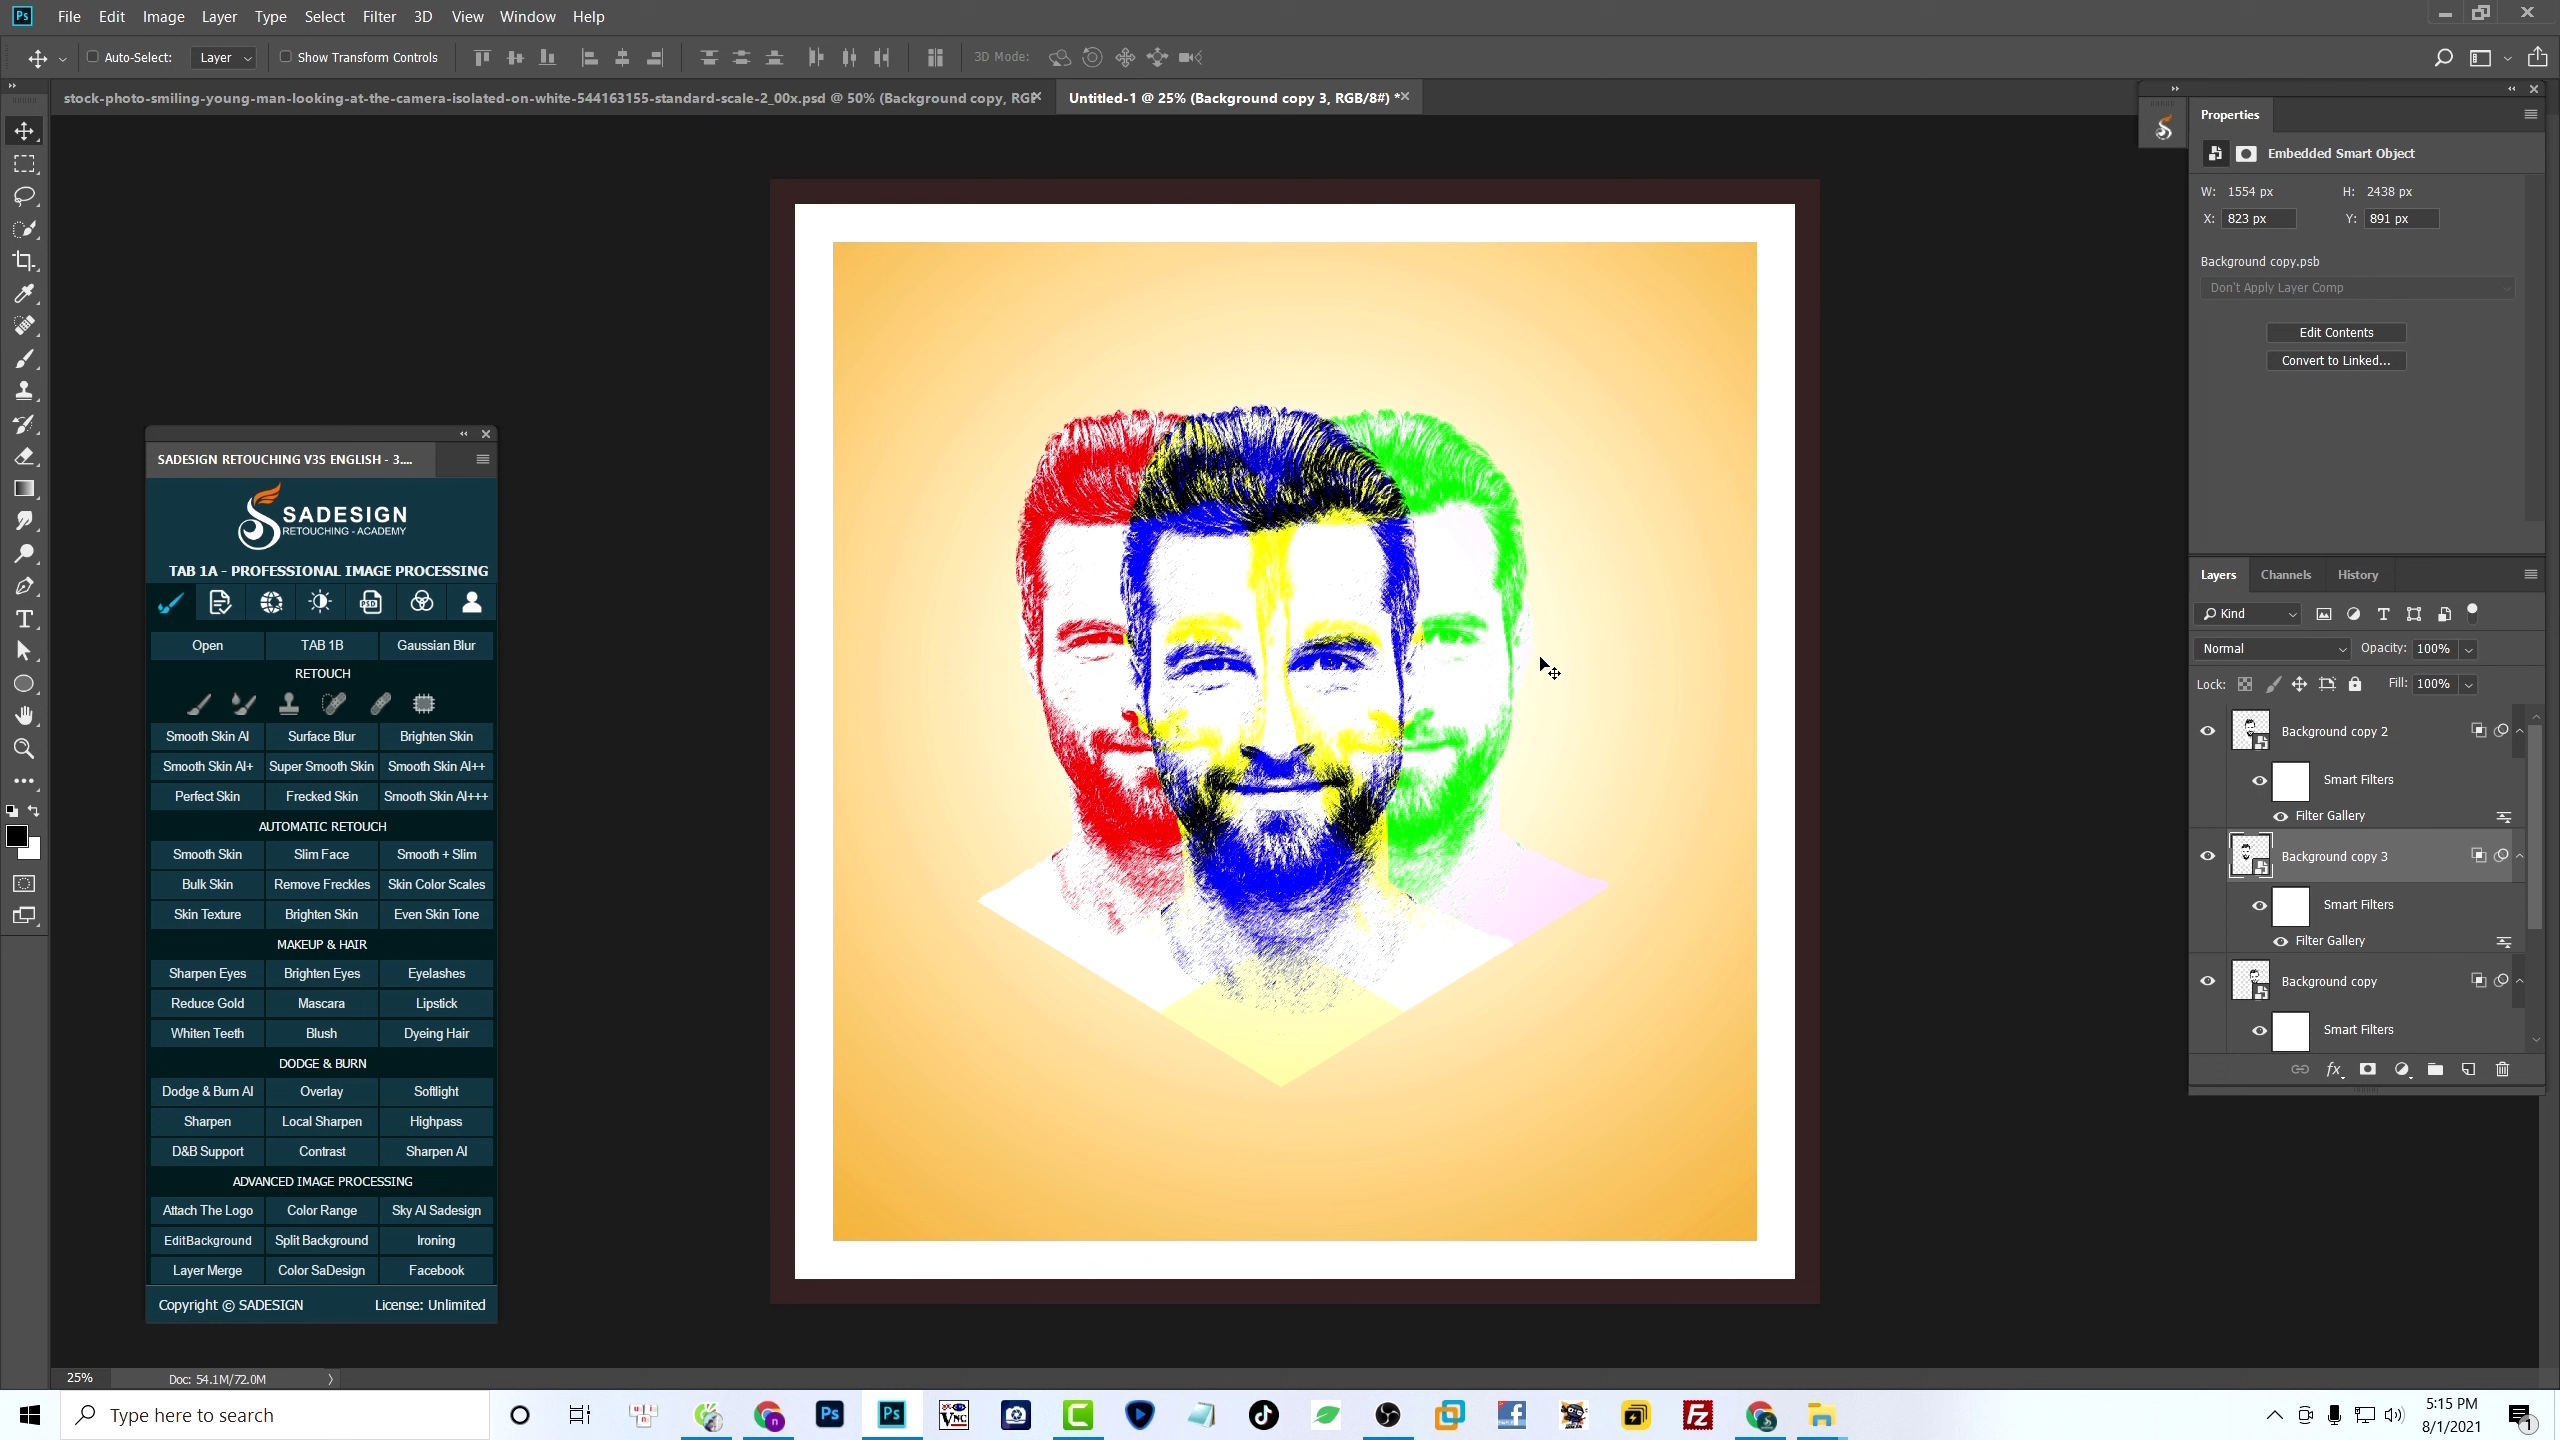 File Edit Image Layer Type Select Filter 3D View Window Help
Auto-Select: Layer Show Transform Controls 3D Mode:
stock-photo-smiling-young-man-looking-at-the-camera-isolated-on-white-544163155-standard-scale-2_00x.psd @ 50% (Background copy, RGB
Untitled-1 @ 25% (Background copy 3, RGB/8#) *
SADESIGN RETOUCHING V3S ENGLISH - 3....
SADESIGN
RETOUCHING - ACADEMY
TAB 1A - PROFESSIONAL IMAGE PROCESSING
Open TAB 1B Gaussian Blur
RETOUCH
Smooth Skin AI Surface Blur Brighten Skin
Smooth Skin AI+ Super Smooth Skin Smooth Skin AI++
Perfect Skin Frecked Skin Smooth Skin AI+++
AUTOMATIC RETOUCH
Smooth Skin Slim Face Smooth + Slim
Bulk Skin Remove Freckles Skin Color Scales
Skin Texture Brighten Skin Even Skin Tone
MAKEUP & HAIR
Sharpen Eyes Brighten Eyes Eyelashes
Reduce Gold Mascara Lipstick
Whiten Teeth Blush Dyeing Hair
DODGE & BURN
Dodge & Burn AI Overlay Softlight
Sharpen Local Sharpen Highpass
D&B Support Contrast Sharpen AI
ADVANCED IMAGE PROCESSING
Attach The Logo Color Range Sky AI Sadesign
EditBackground Split Background Ironing
Layer Merge Color SaDesign Facebook
Copyright © SADESIGN License: Unlimited
Properties
Embedded Smart Object
W: 1554 px H: 2438 px
X: 823 px Y: 891 px
Background copy.psb
Don't Apply Layer Comp
Edit Contents
Convert to Linked...
Layers Channels History
Kind
Normal Opacity: 100%
Lock: Fill: 100%
Background copy 2
Smart Filters
Filter Gallery
Background copy 3
Smart Filters
Filter Gallery
Background copy
Smart Filters
fx
25% Doc: 54.1M/72.0M
Type here to search
5:15 PM
8/1/2021